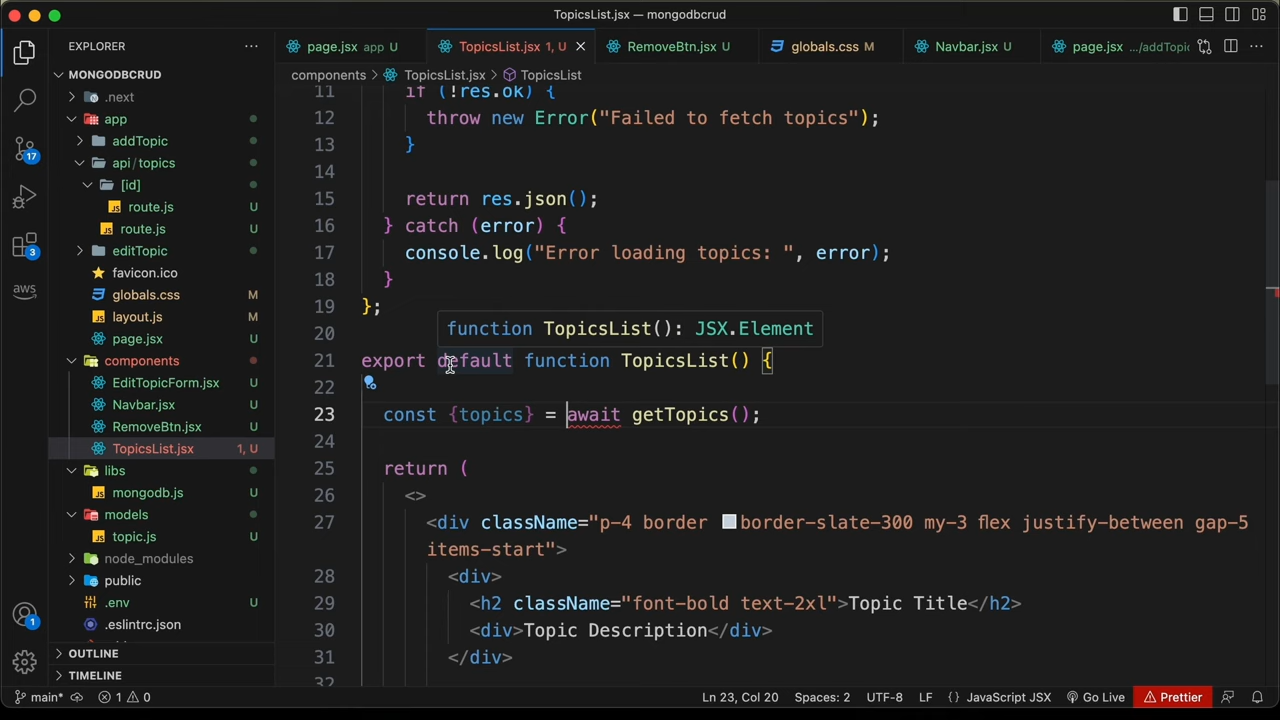 TopicsList.jsx — mongodbcrud
EXPLORER
MONGODBCRUD
.next
app
addTopic
api/topics
[id]
route.js U
route.js U
editTopic
favicon.ico
globals.css M
layout.js M
page.jsx U
components
EditTopicForm.jsx U
Navbar.jsx U
RemoveBtn.jsx U
TopicsList.jsx 1, U
libs
mongodb.js U
models
topic.js U
node_modules
public
.env U
.eslintrc.json
OUTLINE
TIMELINE
17
3
aws
1
page.jsx app U
TopicsList.jsx 1, U
RemoveBtn.jsx U
globals.css M
Navbar.jsx U
page.jsx .../addTopic
components > TopicsList.jsx > TopicsList
11 if (!res.ok) {
12 throw new Error("Failed to fetch topics");
13 }
14
15 return res.json();
16 } catch (error) {
17 console.log("Error loading topics: ", error);
18 }
19 };
20
function TopicsList(): JSX.Element
21 export default function TopicsList() {
22
23 const {topics} = await getTopics();
24
25 return (
26 <>
27 <div className="p-4 border border-slate-300 my-3 flex justify-between gap-5
items-start">
28 <div>
29 <h2 className="font-bold text-2xl">Topic Title</h2>
30 <div>Topic Description</div>
31 </div>
32
main* 1 0 Ln 23, Col 20 Spaces: 2 UTF-8 LF {} JavaScript JSX Go Live Prettier